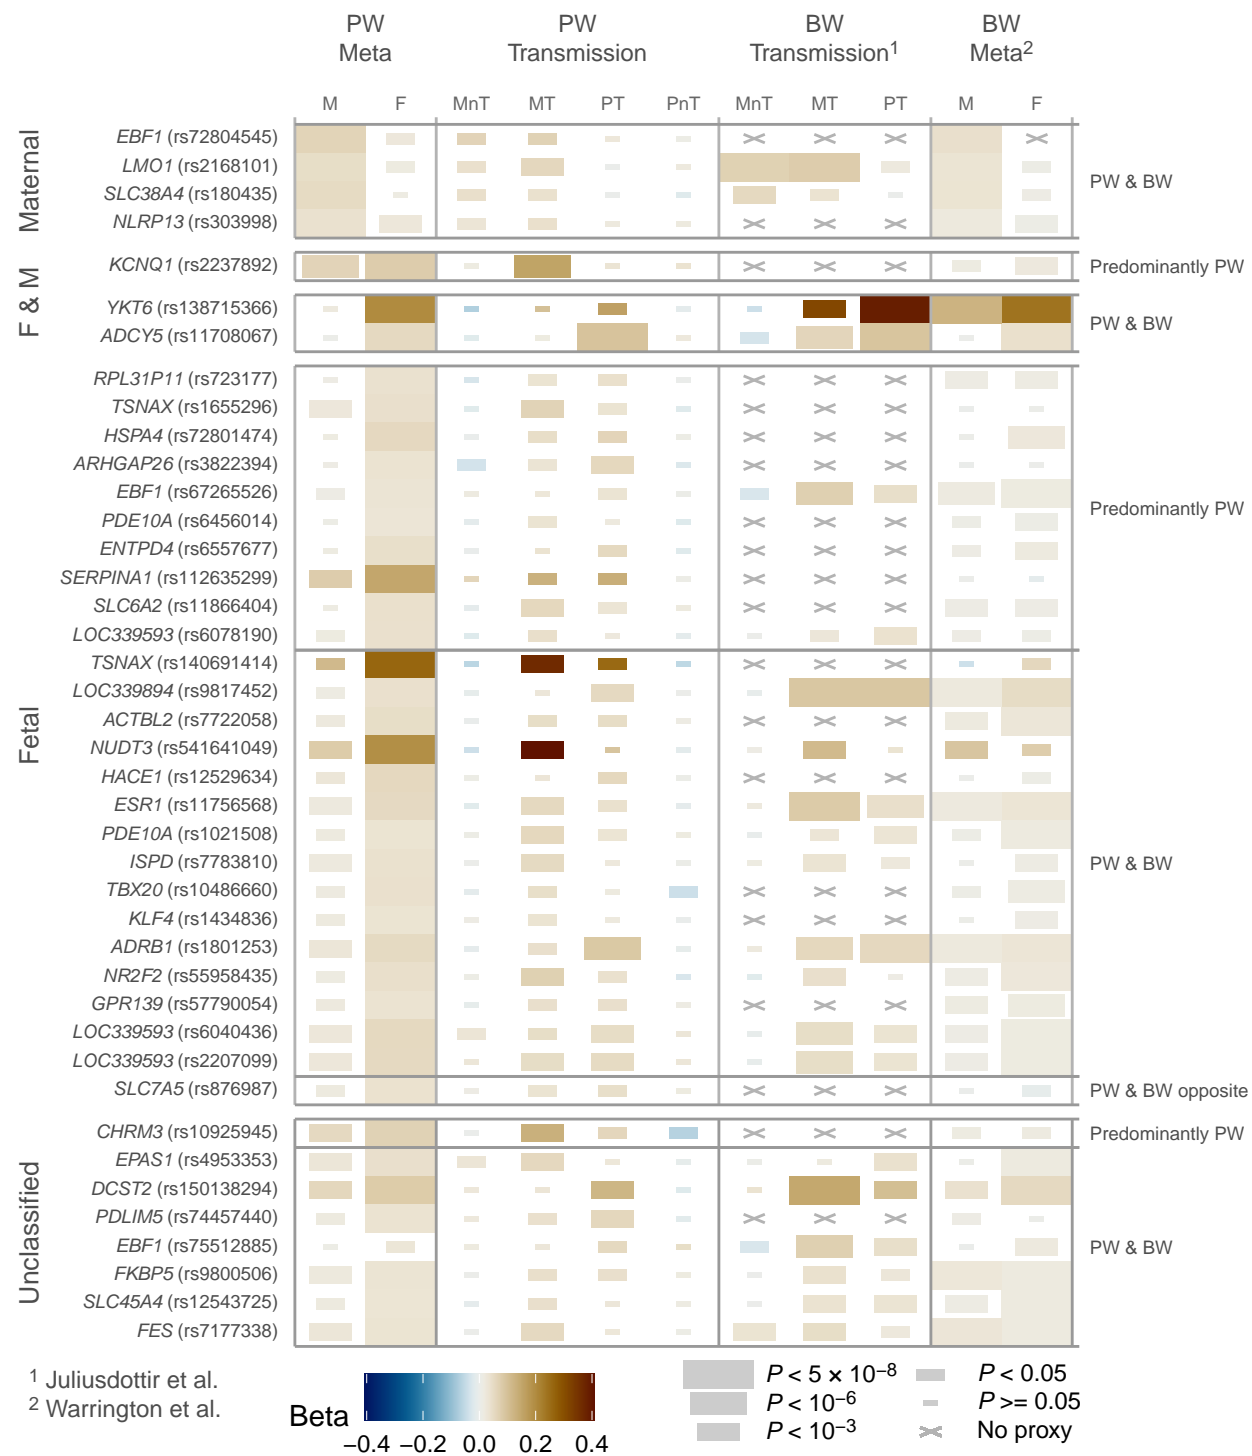 PW PW BW BW
Meta Transmission Transmission1 Meta2
M F MnT MT PT PnT MnT MT PT M F
Maternal
EBF1 (rs72804545)
LMO1 (rs2168101)
SLC38A4 (rs180435)
NLRP13 (rs303998)
PW & BW
F & M
KCNQ1 (rs2237892) Predominantly PW
YKT6 (rs138715366)
ADCY5 (rs11708067)
PW & BW
Fetal
RPL31P11 (rs723177)
TSNAX (rs1655296)
HSPA4 (rs72801474)
ARHGAP26 (rs3822394)
EBF1 (rs67265526)
PDE10A (rs6456014)
ENTPD4 (rs6557677)
SERPINA1 (rs112635299)
SLC6A2 (rs11866404)
LOC339593 (rs6078190)
Predominantly PW
TSNAX (rs140691414)
LOC339894 (rs9817452)
ACTBL2 (rs7722058)
NUDT3 (rs541641049)
HACE1 (rs12529634)
ESR1 (rs11756568)
PDE10A (rs1021508)
ISPD (rs7783810)
TBX20 (rs10486660)
KLF4 (rs1434836)
ADRB1 (rs1801253)
NR2F2 (rs55958435)
GPR139 (rs57790054)
LOC339593 (rs6040436)
LOC339593 (rs2207099)
PW & BW
SLC7A5 (rs876987) PW & BW opposite
Unclassified
CHRM3 (rs10925945) Predominantly PW
EPAS1 (rs4953353)
DCST2 (rs150138294)
PDLIM5 (rs74457440)
EBF1 (rs75512885)
FKBP5 (rs9800506)
SLC45A4 (rs12543725)
FES (rs7177338)
PW & BW
1 Juliusdottir et al.
2 Warrington et al.
Beta
−0.4 −0.2 0.0 0.2 0.4
P < 5 × 10−8 P < 0.05
P < 10−6 P >= 0.05
P < 10−3 No proxy